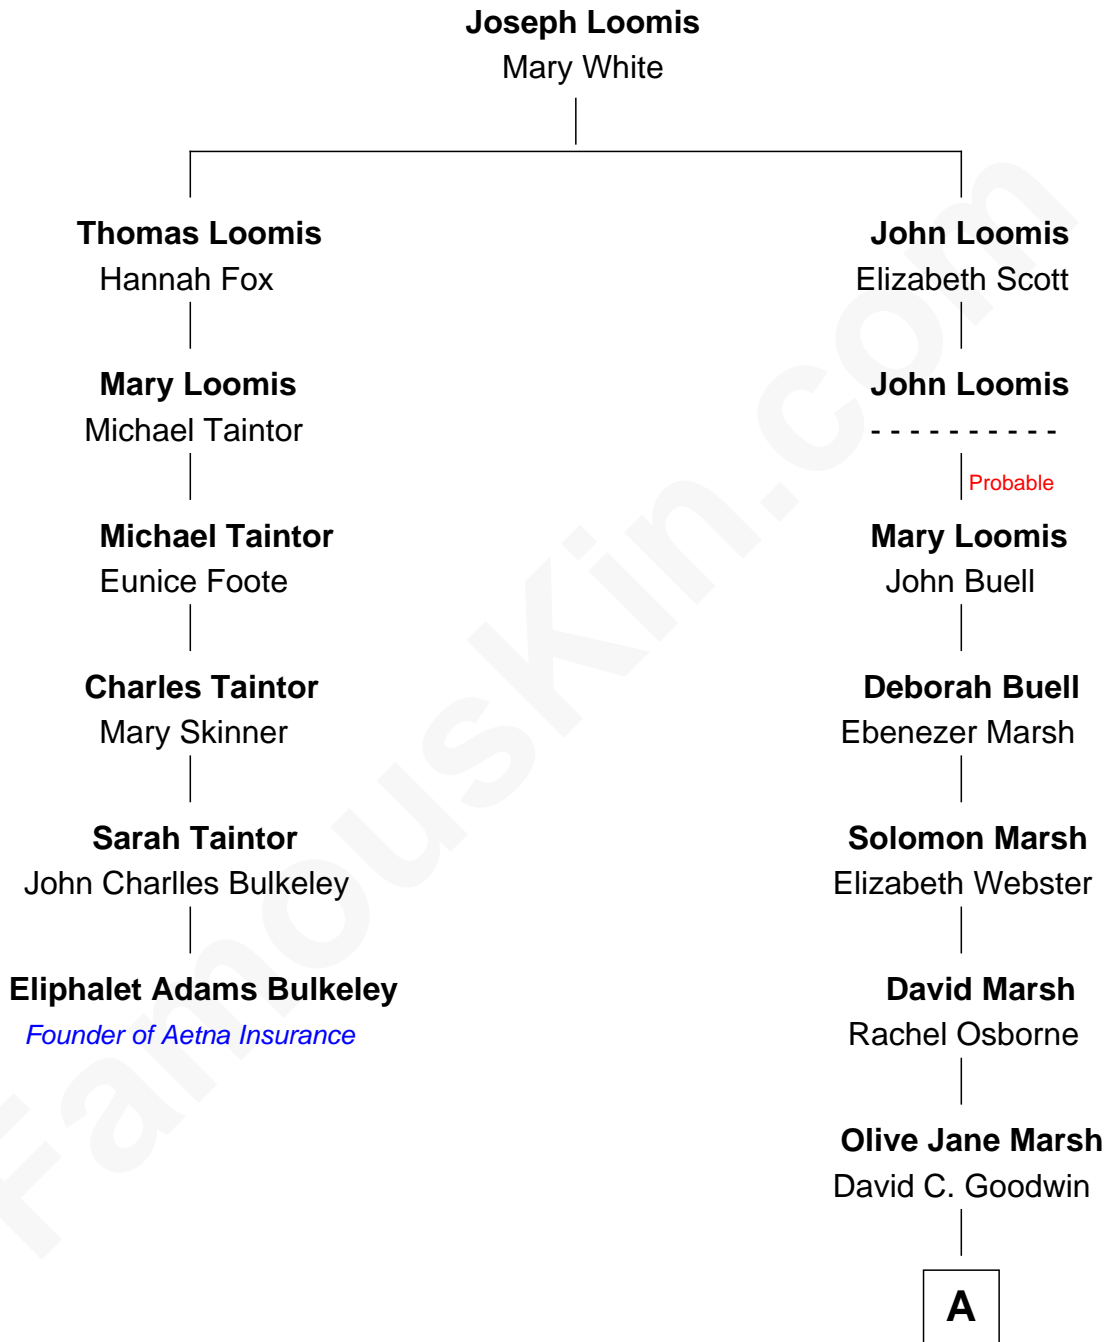 Joseph Loomis
Mary White
Thomas Loomis
Hannah Fox
John Loomis
Elizabeth Scott
Mary Loomis
Michael Taintor
John Loomis
- - - - - - - - - -
Probable
Michael Taintor
Eunice Foote
Mary Loomis
John Buell
Charles Taintor
Mary Skinner
Deborah Buell
Ebenezer Marsh
Sarah Taintor
John Charlles Bulkeley
Solomon Marsh
Elizabeth Webster
Eliphalet Adams Bulkeley
Founder of Aetna Insurance
David Marsh
Rachel Osborne
Olive Jane Marsh
David C. Goodwin
A
FamousKin.com